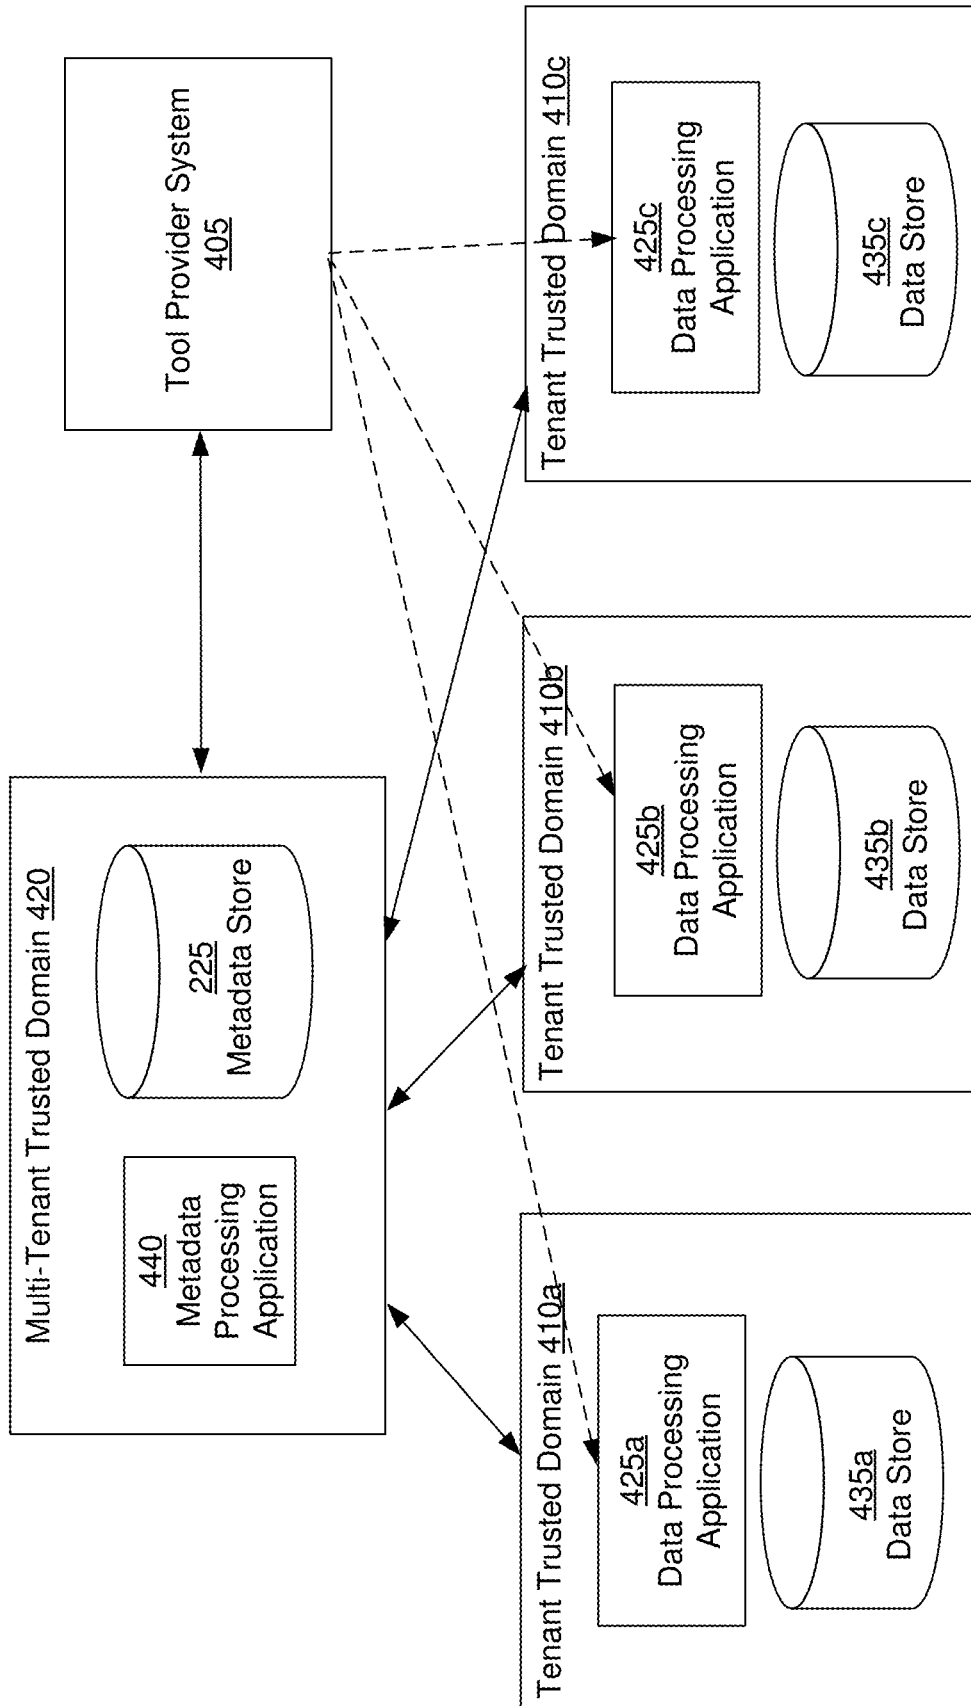 Multi-Tenant Trusted Domain 420
440
Metadata
Processing
Application
225
Metadata Store
Tool Provider System
405
Tenant Trusted Domain 410a
425a
Data Processing
Application
435a
Data Store
Tenant Trusted Domain 410b
425b
Data Processing
Application
435b
Data Store
Tenant Trusted Domain 410c
425c
Data Processing
Application
435c
Data Store